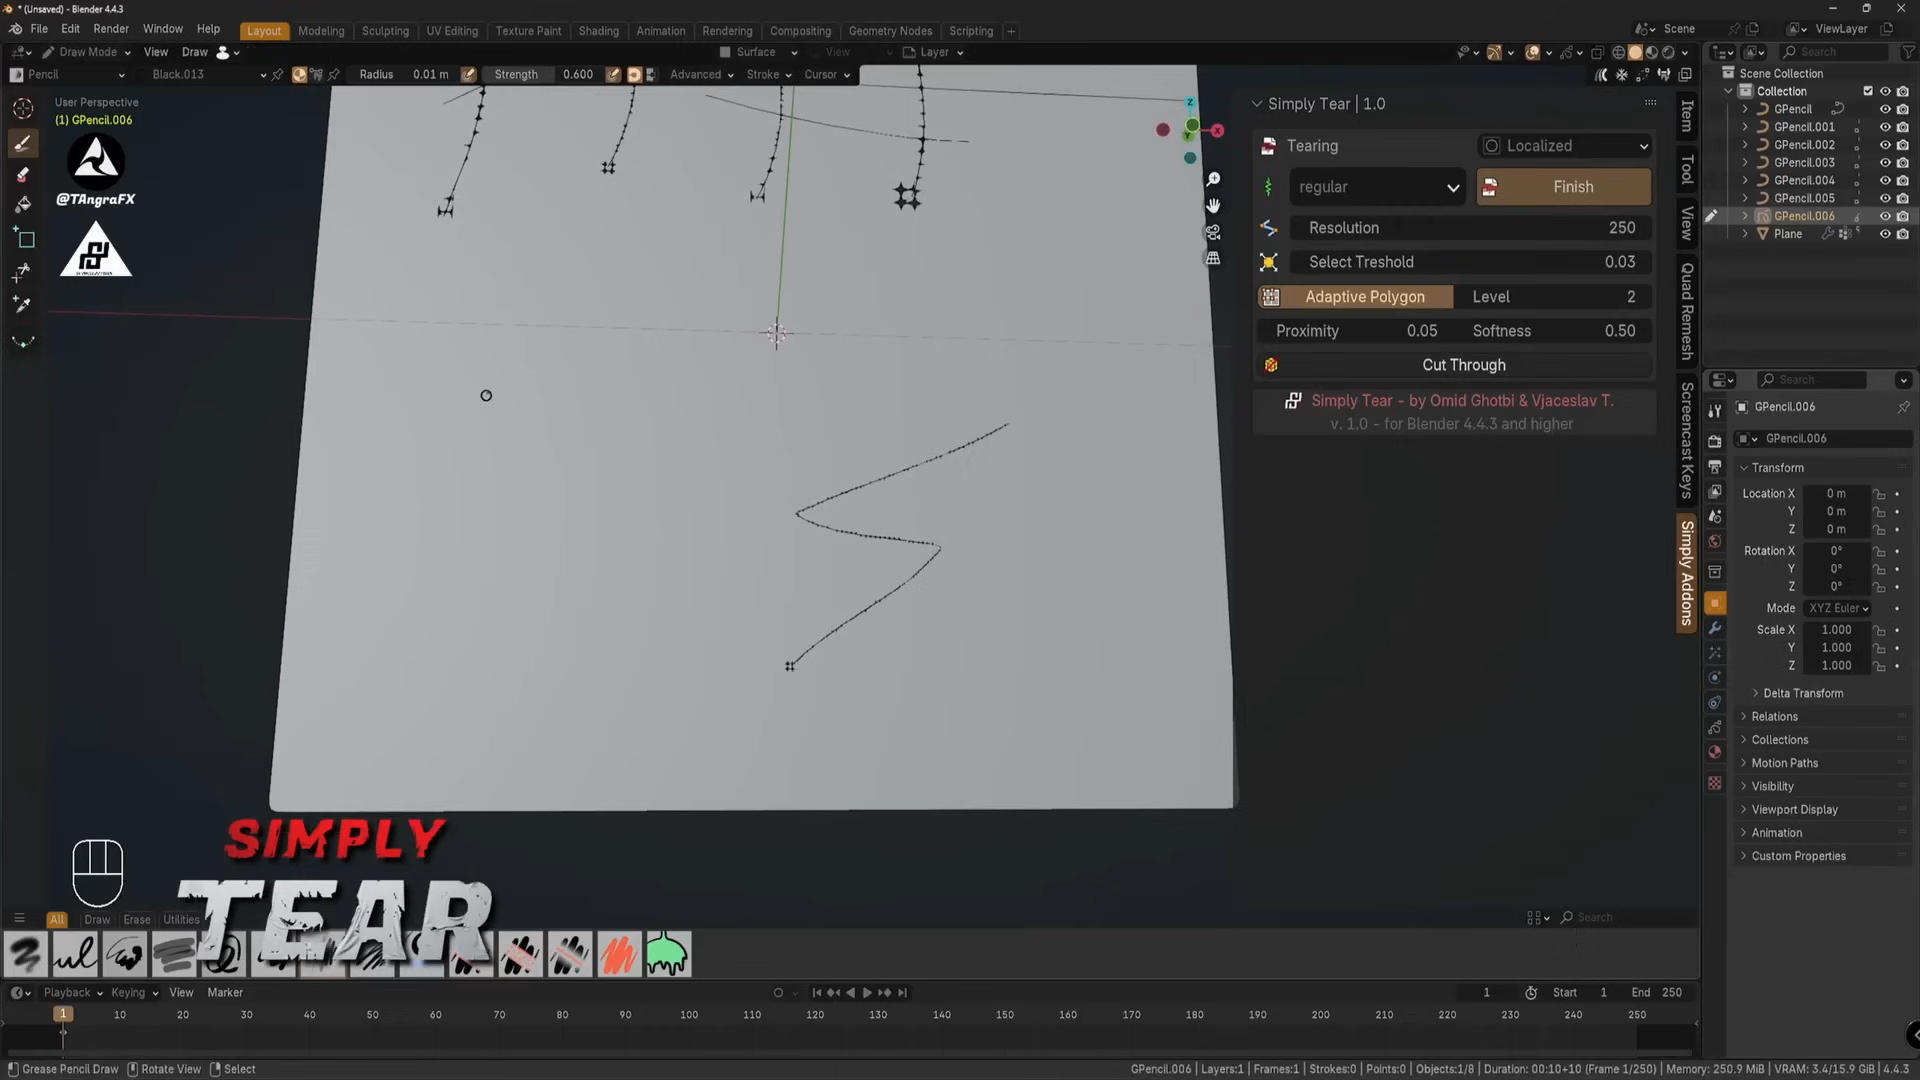 * (Unsaved) - Blender 4.4.3
File Edit Render Window Help
Layout Modeling Sculpting UV Editing Texture Paint Shading Animation Rendering Compositing Geometry Nodes Scripting +
Scene
ViewLayer
Draw Mode View Draw
Surface View Layer
Search
Pencil Black.013 Radius 0.01 m Strength 0.600 Advanced Stroke Cursor
User Perspective
(1) GPencil.006
@TAngraFX
Z
X
Y
Simply Tear | 1.0
Tearing Localized
regular Finish
Resolution 250
Select Treshold 0.03
Adaptive Polygon Level 2
Proximity 0.05 Softness 0.50
Cut Through
Simply Tear - by Omid Ghotbi & Vjaceslav T.
v. 1.0 - for Blender 4.4.3 and higher
Item
Tool
View
Quad Remesh
Screencast Keys
Simply Addons
Scene Collection
Collection
GPencil
GPencil.001
GPencil.002
GPencil.003
GPencil.004
GPencil.005
GPencil.006
Plane
Search
GPencil.006
GPencil.006
Transform
Location X 0 m
Y 0 m
Z 0 m
Rotation X 0°
Y 0°
Z 0°
Mode XYZ Euler
Scale X 1.000
Y 1.000
Z 1.000
Delta Transform
Relations
Collections
Motion Paths
Visibility
Viewport Display
Animation
Custom Properties
SIMPLY
TEAR
All Draw Erase Utilities
Search
Playback Keying View Marker
1 Start 1 End 250
1 10 20 30 40 50 60 70 80 90 100 110 120 130 140 150 160 170 180 190 200 210 220 230 240 250
Grease Pencil Draw Rotate View Select
GPencil.006 | Layers:1 | Frames:1 | Strokes:0 | Points:0 | Objects:1/8 | Duration: 00:10+10 (Frame 1/250) | Memory: 250.9 MiB | VRAM: 3.4/15.9 GiB | 4.4.3